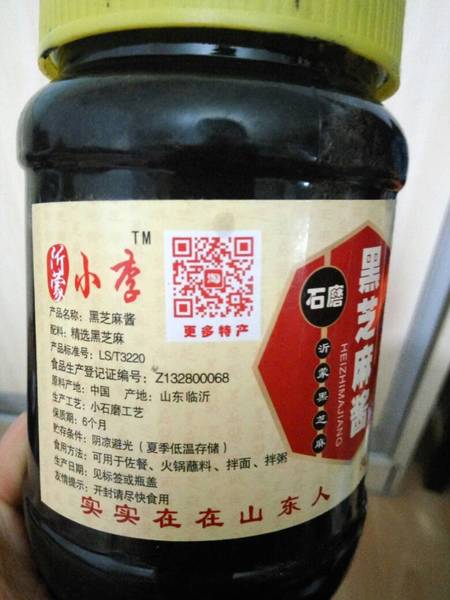 沂蒙 小李 TM
更多特产
产品名称：黑芝麻酱
配料：精选黑芝麻
产品标准号：LS/T3220
食品生产登记证编号：Z132800068
原料产地：中国 产地：山东临沂
生产工艺：小石磨工艺
保质期：6个月
贮存条件：阴凉避光（夏季低温存储）
食用方法：可用于佐餐、火锅蘸料、拌面、拌粥
生产日期：见标签或瓶盖
友情提示：开封请尽快食用
实实在在山东人
石磨
沂蒙黑芝麻
HEIZHIMAJIANG
黑芝麻酱